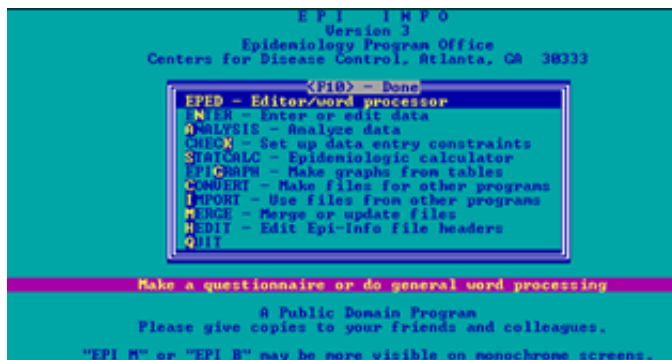 E P I   I N F O
Version 3
Epidemiology Program Office
Centers for Disease Control, Atlanta, GA 30333
<F10> - Done
EPED - Editor/word processor
ENTER - Enter or edit data
ANALYSIS - Analyze data
CHECK - Set up data entry constraints
STATCALC - Epidemiologic calculator
EPIGRAPH - Make graphs from tables
CONVERT - Make files for other programs
IMPORT - Use files from other programs
MERGE - Merge or update files
HEDIT - Edit Epi-Info file headers
QUIT
Make a questionnaire or do general word processing
A Public Domain Program
Please give copies to your friends and colleagues.
"EPI M" or "EPI B" may be more visible on monochrome screens.